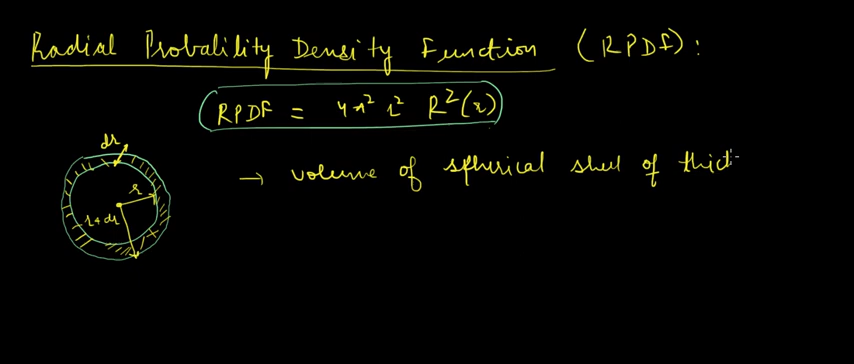 Radial Probability Density Function (RPDF):
RPDF = 4π² r² R²(r)
dr
→ volume of spherical shell of thick
r
r+dr